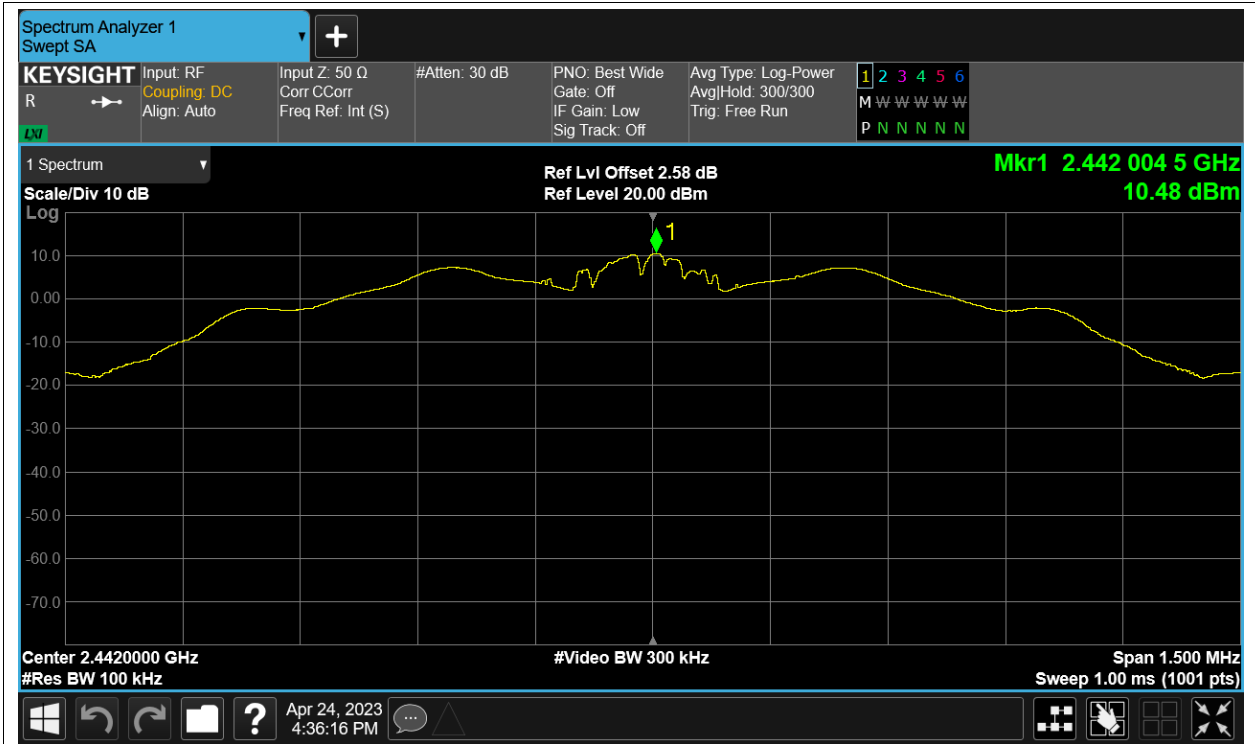 Spectrum Analyzer 1
Swept SA
KEYSIGHT
R
LXI
Input: RF
Coupling: DC
Align: Auto
Input Z: 50 Ω
Corr CCorr
Freq Ref: Int (S)
#Atten: 30 dB
PNO: Best Wide
Gate: Off
IF Gain: Low
Sig Track: Off
Avg Type: Log-Power
Avg|Hold: 300/300
Trig: Free Run
1 2 3 4 5 6
M W W W W W
P N N N N N
1 Spectrum
Scale/Div 10 dB
Log
Ref Lvl Offset 2.58 dB
Ref Level 20.00 dBm
Mkr1 2.442 004 5 GHz
10.48 dBm
1
10.0
0.00
-10.0
-20.0
-30.0
-40.0
-50.0
-60.0
-70.0
Center 2.4420000 GHz
#Res BW 100 kHz
#Video BW 300 kHz
Span 1.500 MHz
Sweep 1.00 ms (1001 pts)
?
Apr 24, 2023
4:36:16 PM